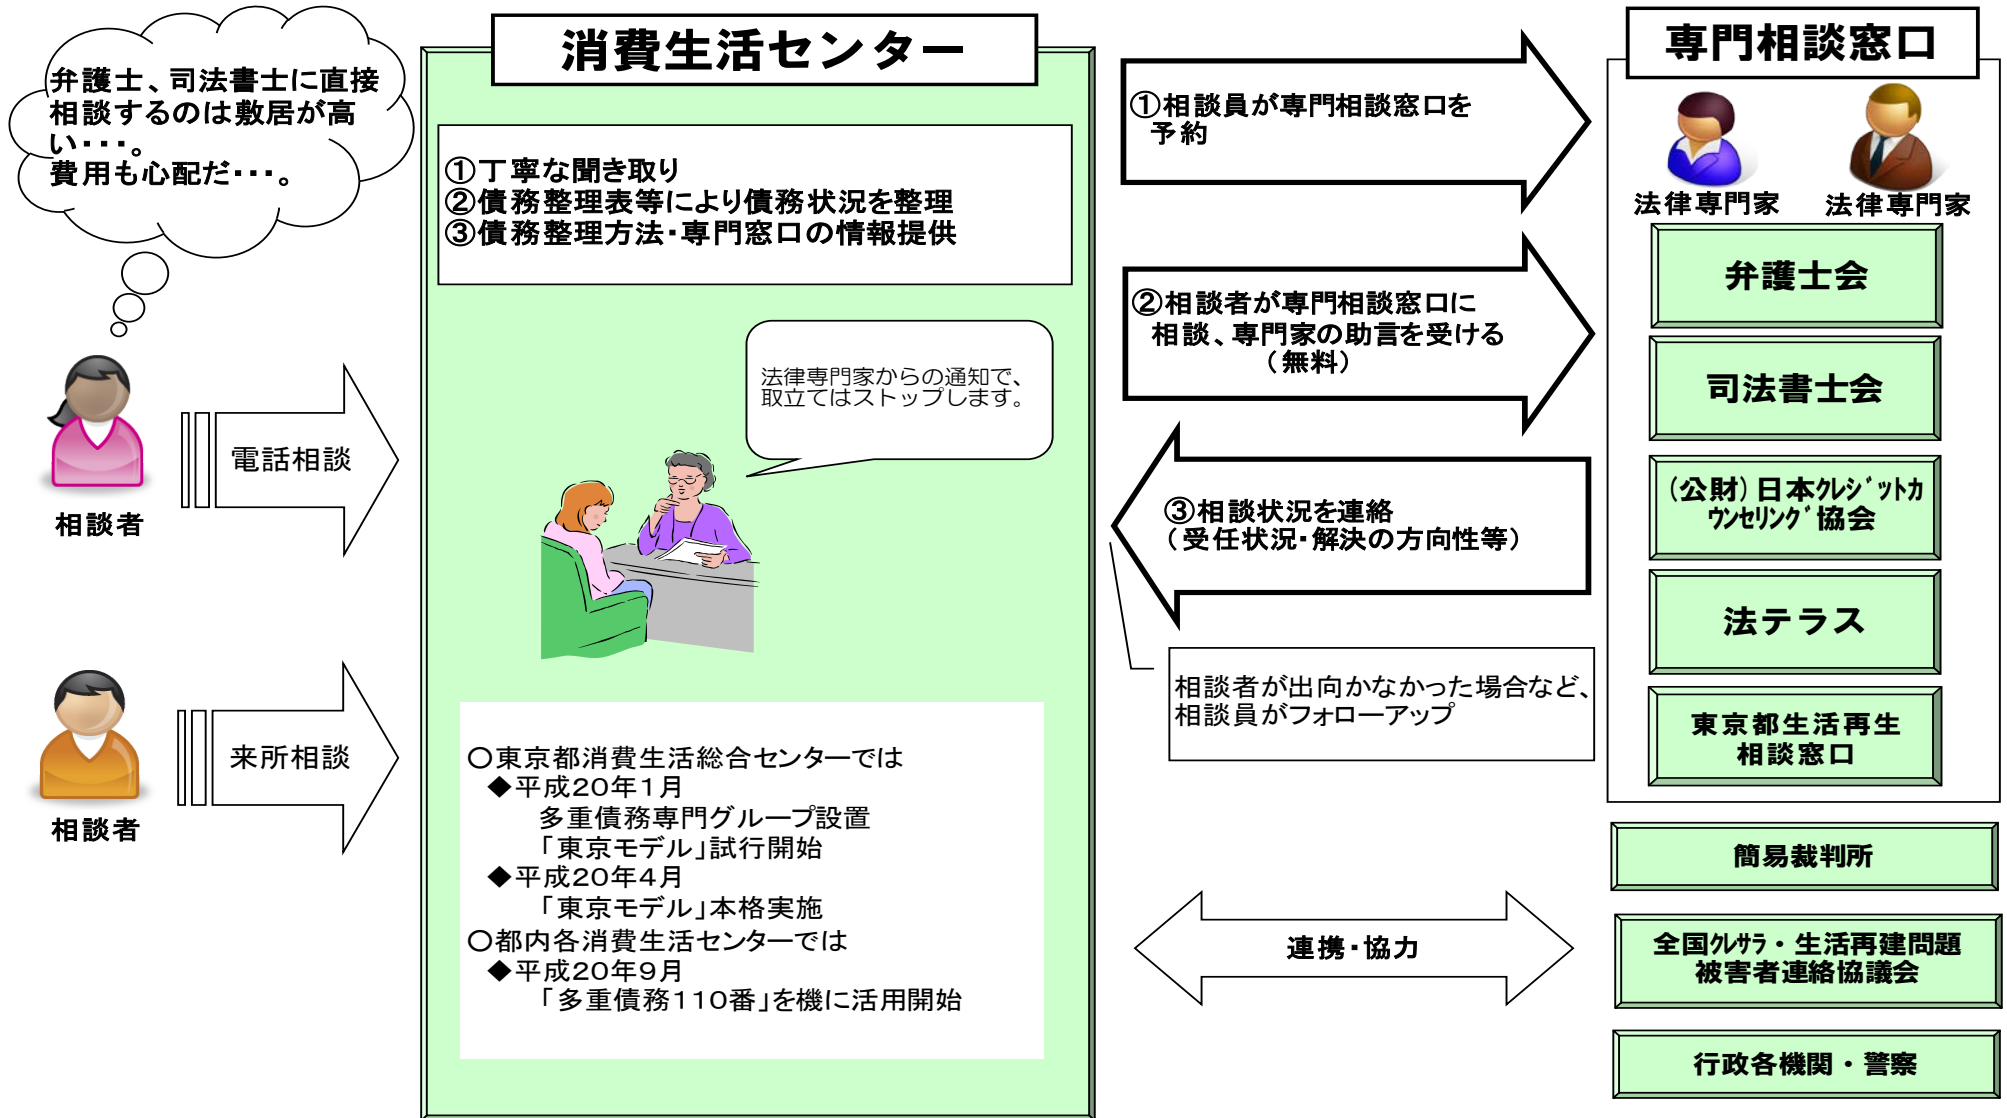 弁護士、司法書士に直接
相談するのは敷居が高
い・・・。
費用も心配だ・・・。
相談者
電話相談
相談者
来所相談
消費生活センター
①丁寧な聞き取り
②債務整理表等により債務状況を整理
③債務整理方法・専門窓口の情報提供
法律専門家からの通知で、
取立てはストップします。
○東京都消費生活総合センターでは
◆平成20年1月
多重債務専門グループ設置
「東京モデル」試行開始
◆平成20年4月
「東京モデル」本格実施
○都内各消費生活センターでは
◆平成20年9月
「多重債務110番」を機に活用開始
①相談員が専門相談窓口を
予約
②相談者が専門相談窓口に
相談、専門家の助言を受ける
(無料)
③相談状況を連絡
(受任状況・解決の方向性等)
相談者が出向かなかった場合など、
相談員がフォローアップ
連携・協力
専門相談窓口
法律専門家 法律専門家
弁護士会
司法書士会
(公財)日本ｸﾚｼﾞｯﾄｶ
ｳﾝｾﾘﾝｸﾞ協会
法テラス
東京都生活再生
相談窓口
簡易裁判所
全国ｸﾚｻﾗ・生活再建問題
被害者連絡協議会
行政各機関・警察